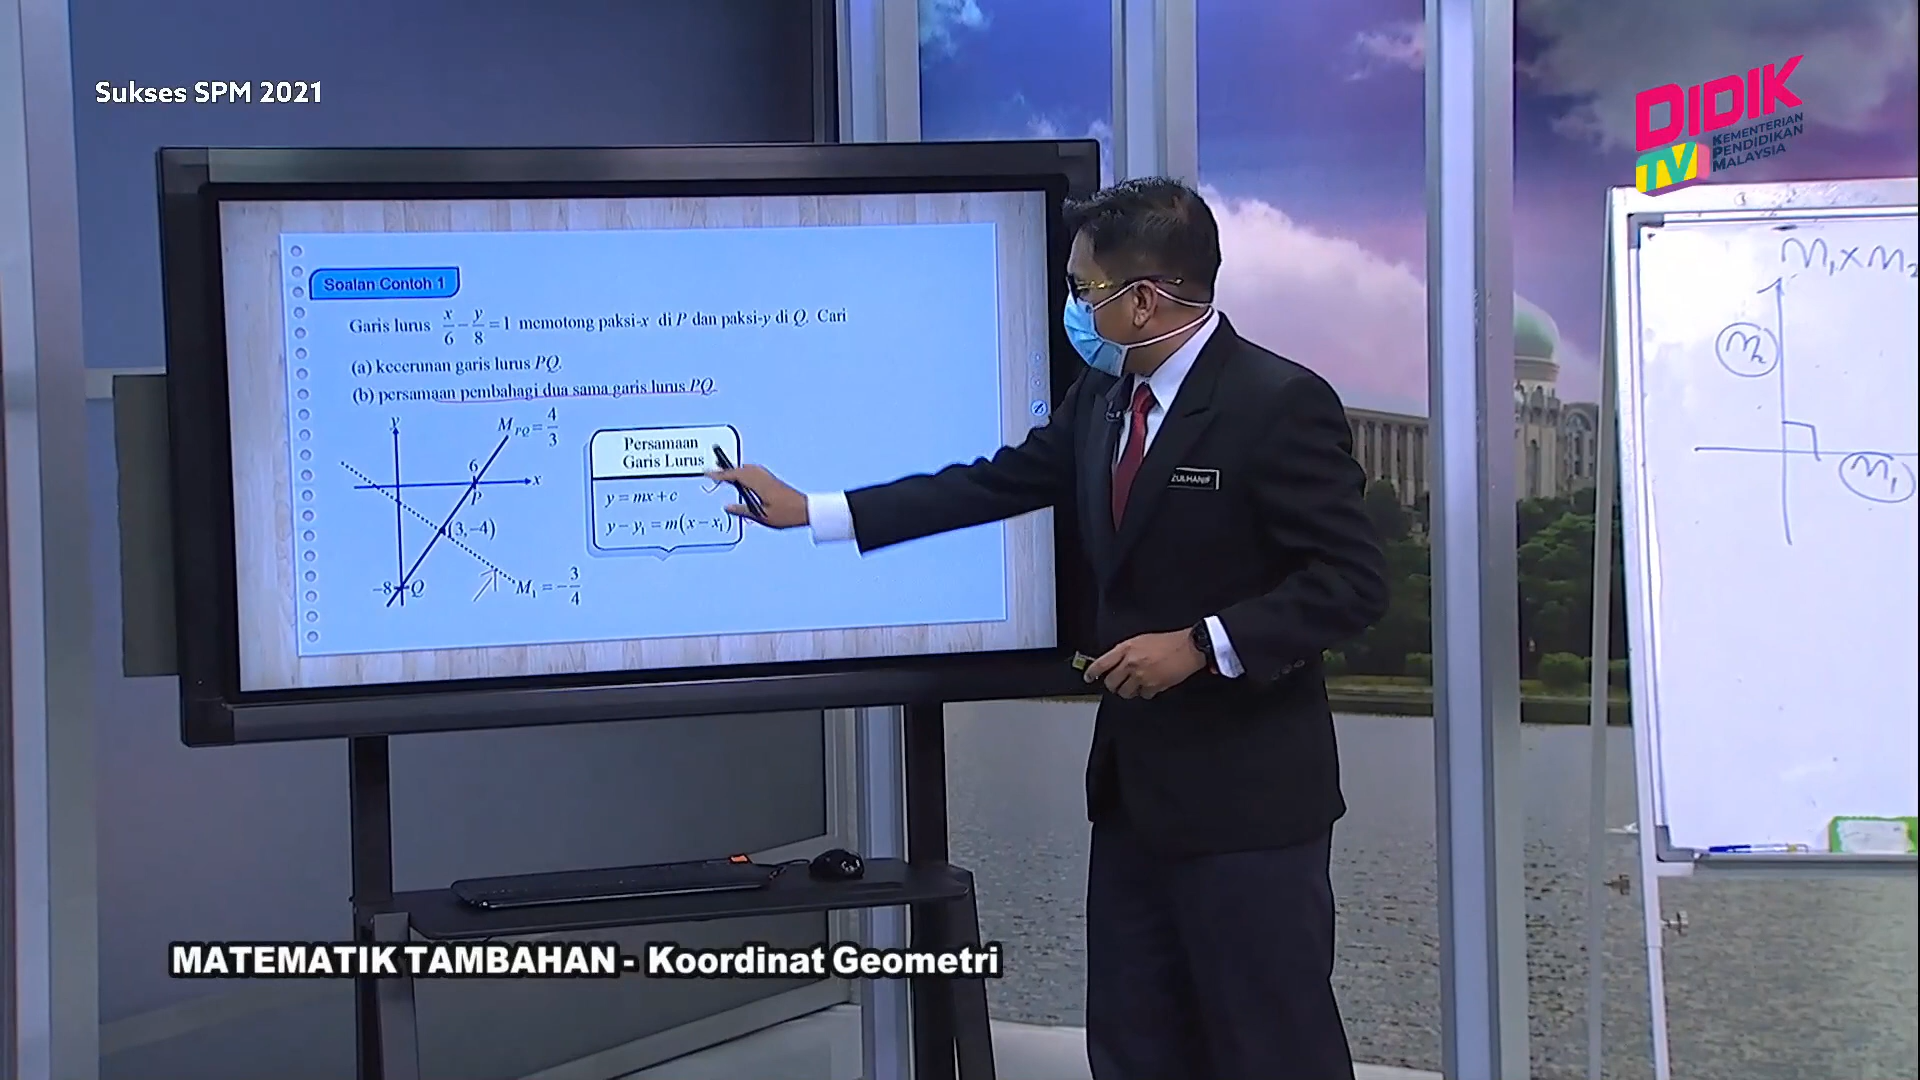 Sukses SPM 2021
DIDIK
TV
KEMENTERIAN
PENDIDIKAN
MALAYSIA
Soalan Contoh 1
Garis lurus x/6 − y/8 = 1 memotong paksi-x di P dan paksi-y di Q. Cari
(a) kecerunan garis lurus PQ.
(b) persamaan pembahagi dua sama garis lurus PQ.
y
M_PQ = 4/3
6
x
P
(3, −4)
−8
Q
M₁ = −3/4
Persamaan
Garis Lurus
y = mx + c
y − y₁ = m(x − x₁)
ZULHANIF
M₁ × M₂
M₂
M₁
MATEMATIK TAMBAHAN - Koordinat Geometri